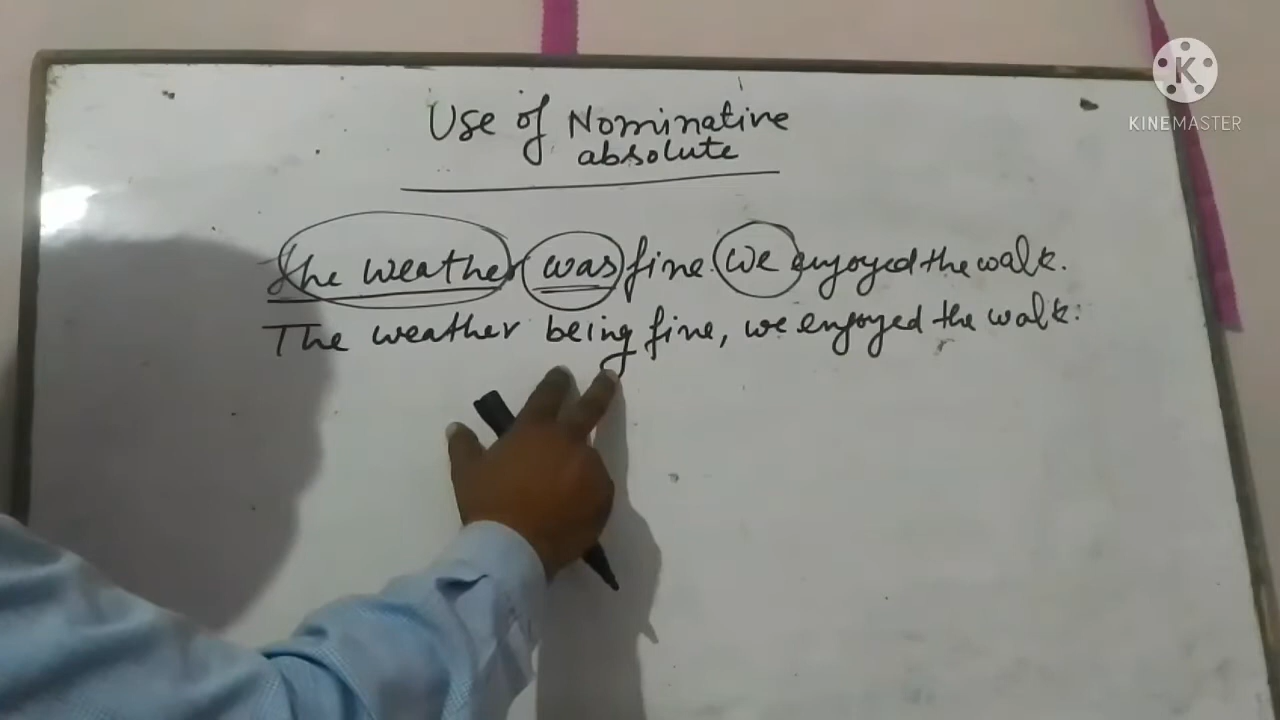 Use of Nominative
absolute
The weather was fine. We enjoyed the walk.
The weather being fine, we enjoyed the walk.
K
KINEMASTER